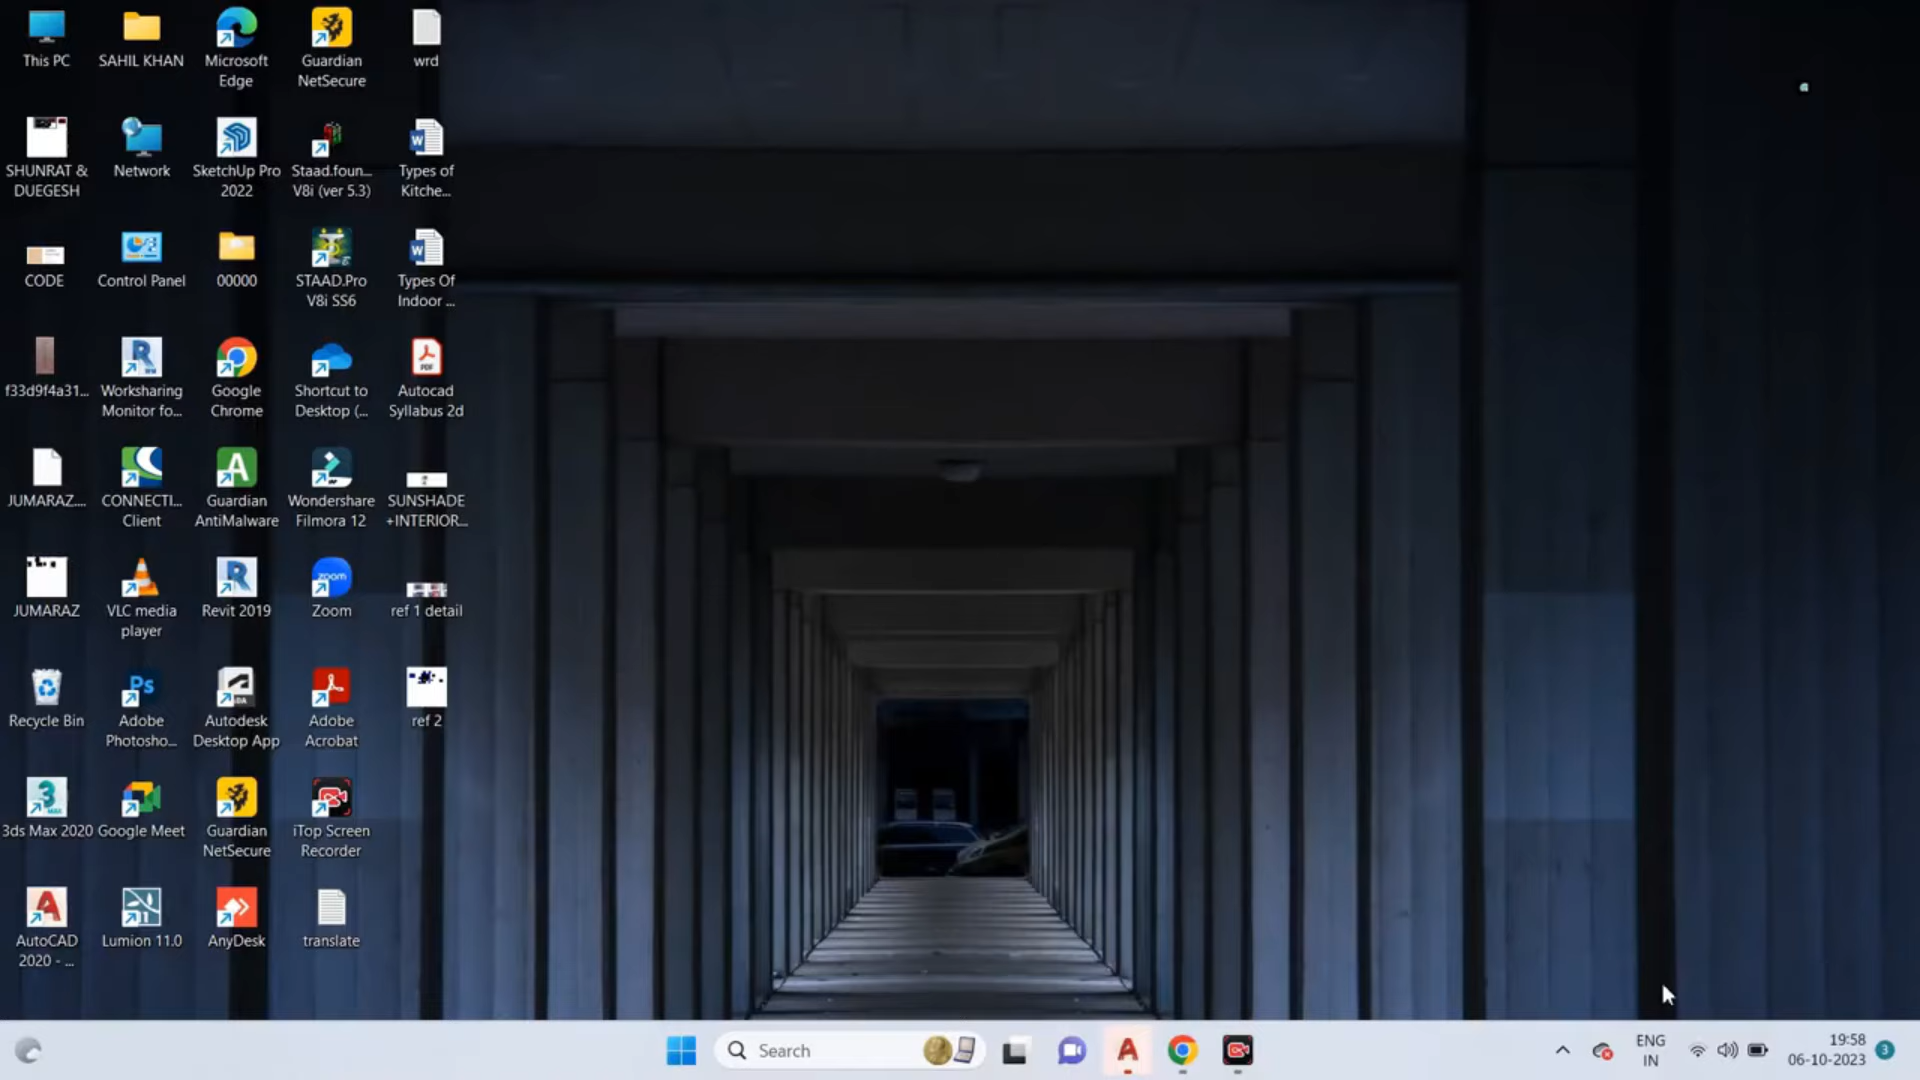 This PC
SAHIL KHAN
Microsoft
Edge
Guardian
NetSecure
wrd
SHUNRAT &
DUEGESH
Network
SketchUp Pro
2022
Staad.foun...
V8i (ver 5.3)
Types of
Kitche...
CODE
Control Panel
00000
STAAD.Pro
V8i SS6
Types Of
Indoor ...
f33d9f4a31...
Worksharing
Monitor fo...
Google
Chrome
Shortcut to
Desktop (...
Autocad
Syllabus 2d
JUMARAZ....
CONNECTI...
Client
Guardian
AntiMalware
Wondershare
Filmora 12
SUNSHADE
+INTERIOR...
JUMARAZ
VLC media
player
Revit 2019
zoom
Zoom
ref 1 detail
Recycle Bin
Ps
Adobe
Photosho...
Autodesk
Desktop App
Adobe
Acrobat
ref 2
3ds Max 2020
Google Meet
Guardian
NetSecure
iTop Screen
Recorder
AutoCAD
2020 - ...
Lumion 11.0
AnyDesk
translate
Search
ENG
IN
19:58
06-10-2023
3